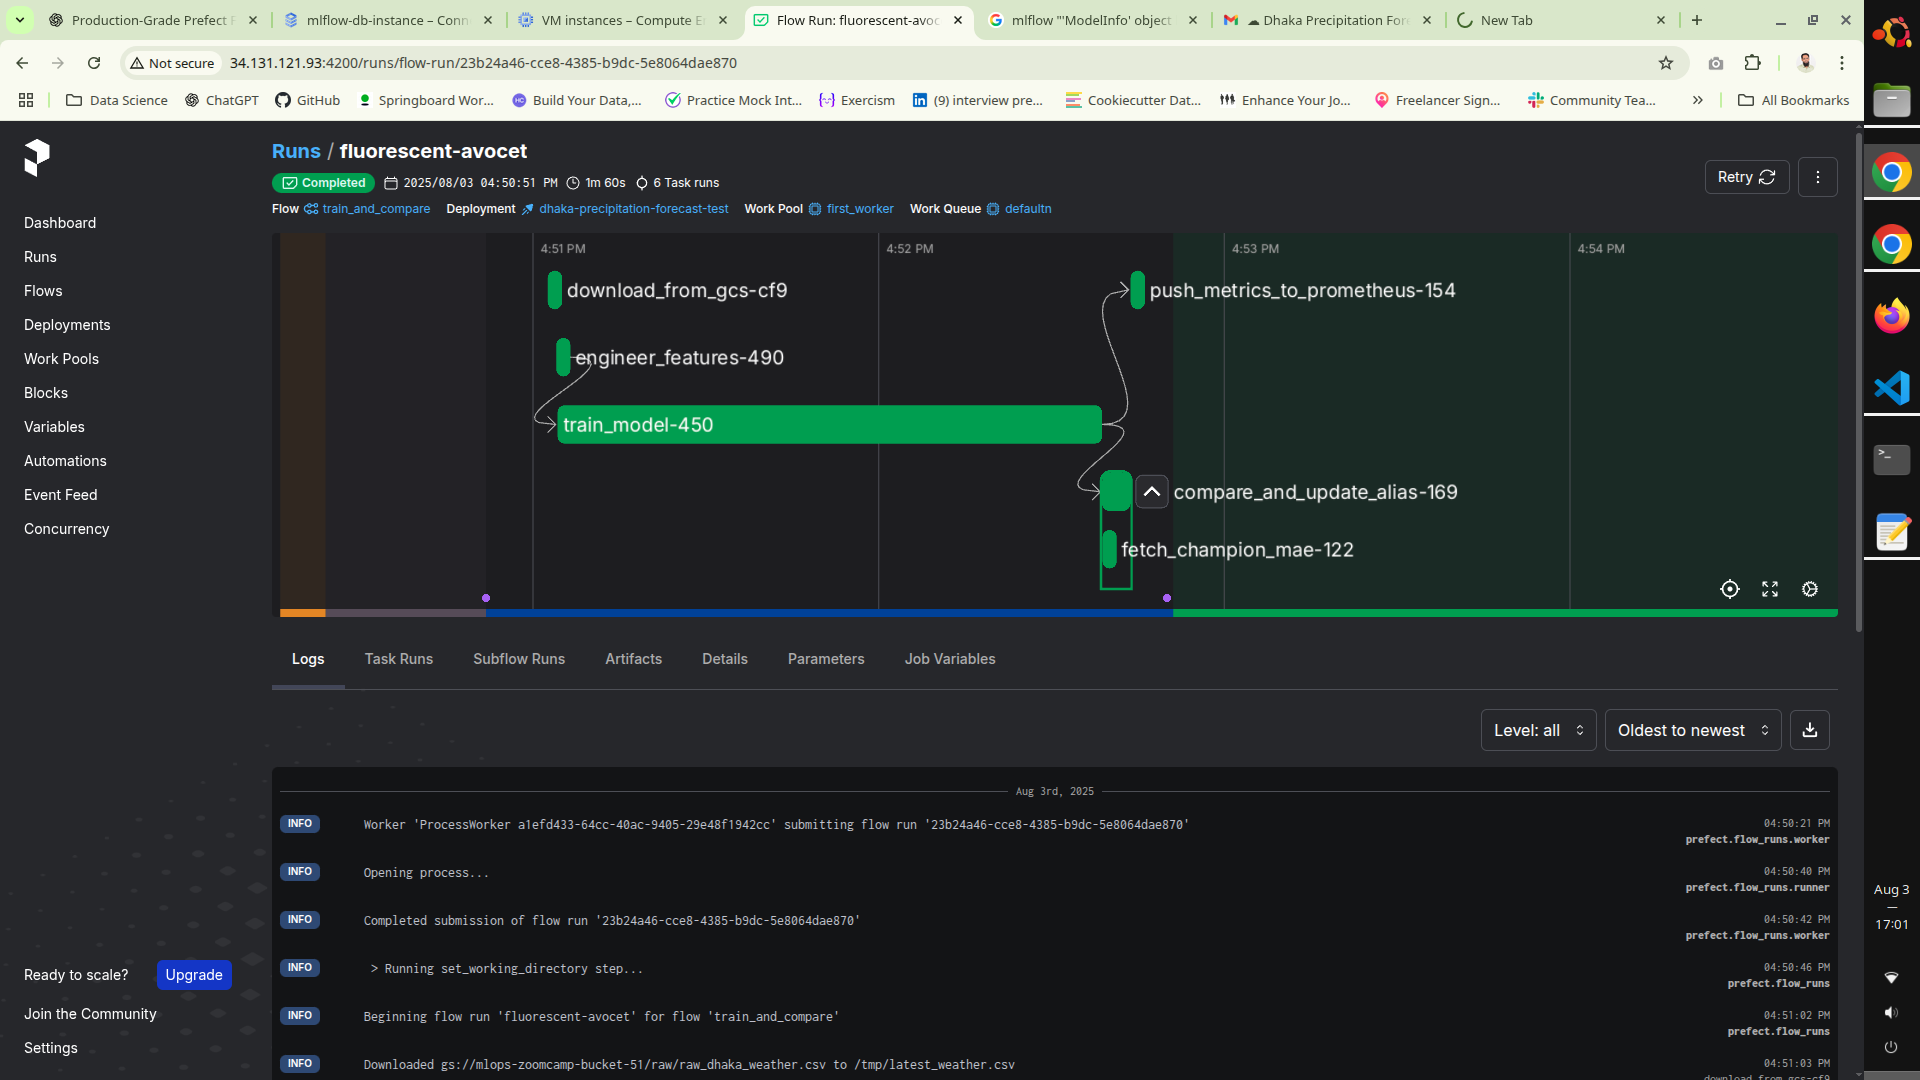 Production-Grade Prefect F
mlflow-db-instance – Conn
VM instances – Compute En
Flow Run: fluorescent-avoc
mlflow "'ModelInfo' object
Dhaka Precipitation For
New Tab
Not secure
34.131.121.93:4200/runs/flow-run/23b24a46-cce8-4385-b9dc-5e8064dae870
Data Science
ChatGPT
GitHub
Springboard Wor...
Build Your Data,...
Practice Mock Int...
Exercism
(9) interview pre...
Cookiecutter Dat...
Enhance Your Jo...
Freelancer Sign...
Community Tea...
All Bookmarks
Runs / fluorescent-avocet
Completed 2025/08/03 04:50:51 PM 1m 60s 6 Task runs
Flow train_and_compare Deployment dhaka-precipitation-forecast-test Work Pool first_worker Work Queue defaultn
Retry
Dashboard
Runs
Flows
Deployments
Work Pools
Blocks
Variables
Automations
Event Feed
Concurrency
Ready to scale? Upgrade
Join the Community
Settings
4:51 PM 4:52 PM 4:53 PM 4:54 PM
download_from_gcs-cf9
push_metrics_to_prometheus-154
engineer_features-490
train_model-450
compare_and_update_alias-169
fetch_champion_mae-122
Logs Task Runs Subflow Runs Artifacts Details Parameters Job Variables
Level: all
Oldest to newest
Aug 3rd, 2025
INFO Worker 'ProcessWorker a1efd433-64cc-40ac-9405-29e48f1942cc' submitting flow run '23b24a46-cce8-4385-b9dc-5e8064dae870' 04:50:21 PM
prefect.flow_runs.worker
INFO Opening process... 04:50:40 PM
prefect.flow_runs.runner
INFO Completed submission of flow run '23b24a46-cce8-4385-b9dc-5e8064dae870' 04:50:42 PM
prefect.flow_runs.worker
INFO > Running set_working_directory step... 04:50:46 PM
prefect.flow_runs
INFO Beginning flow run 'fluorescent-avocet' for flow 'train_and_compare' 04:51:02 PM
prefect.flow_runs
INFO Downloaded gs://mlops-zoomcamp-bucket-51/raw/raw_dhaka_weather.csv to /tmp/latest_weather.csv 04:51:03 PM
download_from_gcs-cf9
Aug 3
17:01